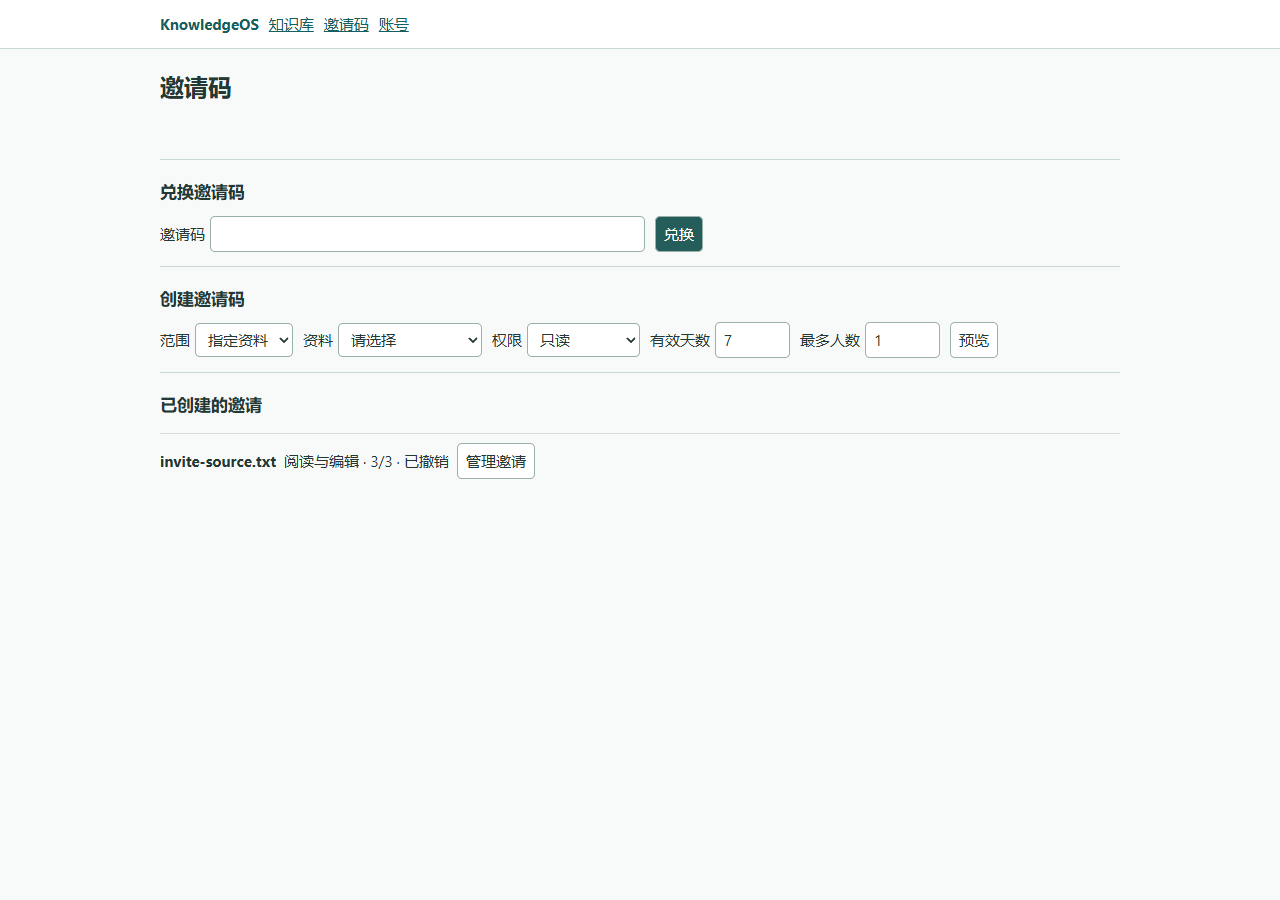 KnowledgeOS 知识库 邀请码 账号
邀请码
兑换邀请码
邀请码 兑换
创建邀请码
范围 指定资料 资料 请选择 权限 只读 有效天数 7 最多人数 1 预览
已创建的邀请
invite-source.txt 阅读与编辑 · 3/3 · 已撤销 管理邀请